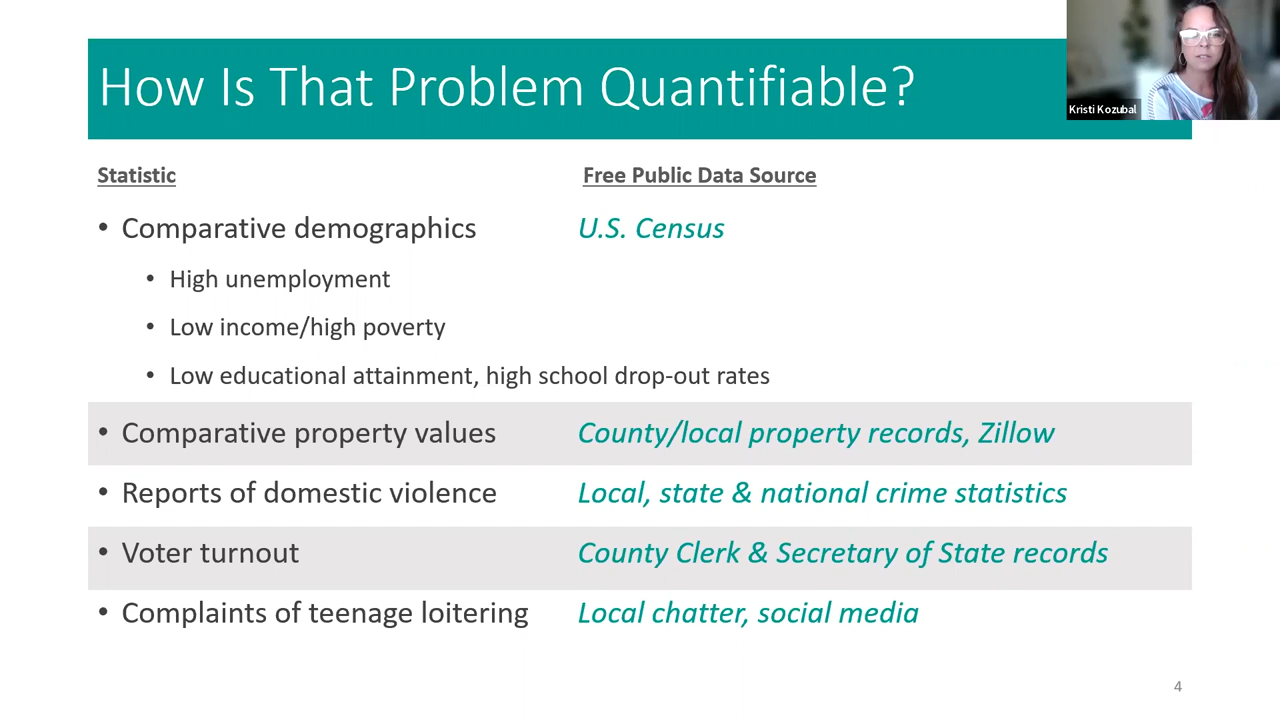 How Is That Problem Quantifiable?
Kristi Kozubal
Statistic Free Public Data Source
• Comparative demographics U.S. Census
• High unemployment
• Low income/high poverty
• Low educational attainment, high school drop-out rates
• Comparative property values County/local property records, Zillow
• Reports of domestic violence Local, state & national crime statistics
• Voter turnout County Clerk & Secretary of State records
• Complaints of teenage loitering Local chatter, social media
4